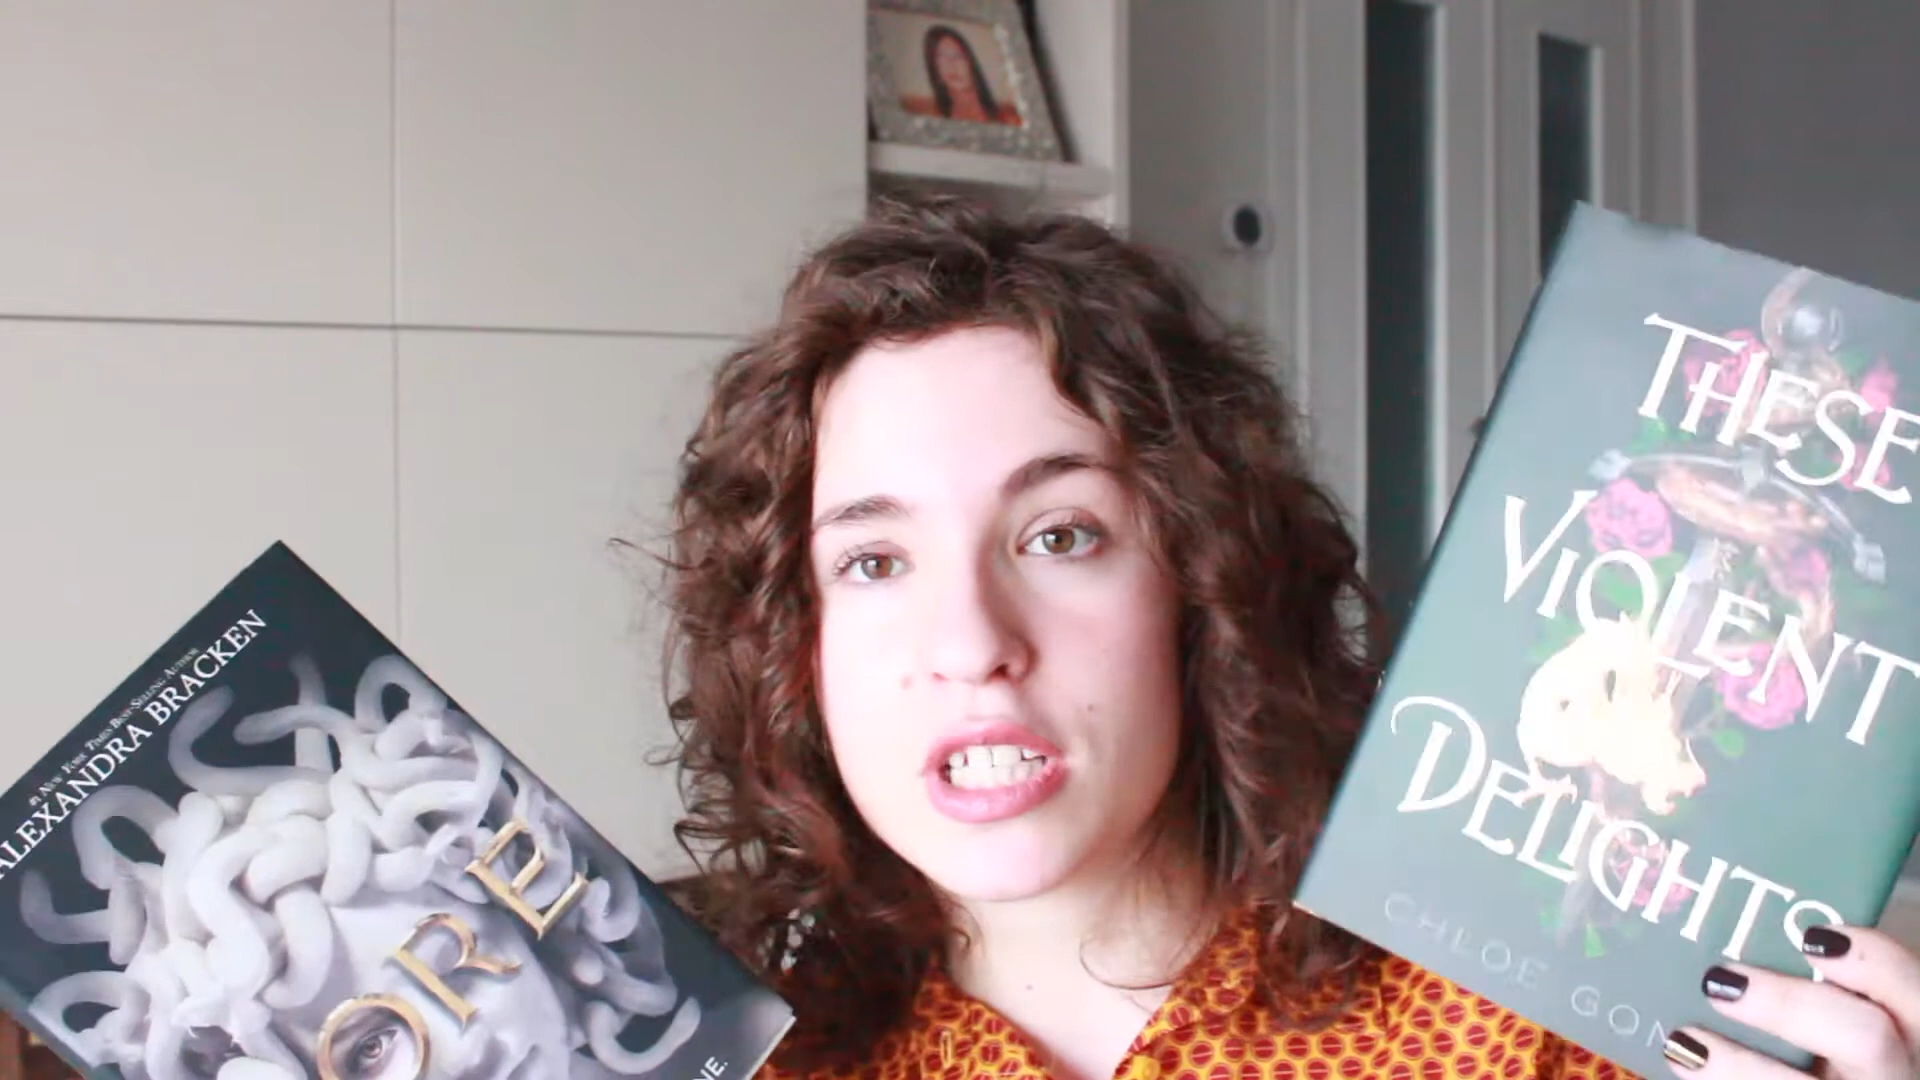 #1 NEW YORK TIMES BEST-SELLING AUTHOR
ALEXANDRA BRACKEN
ORE
NE.
THESE
VIOLENT
DELIGHTS
CHLOE GON